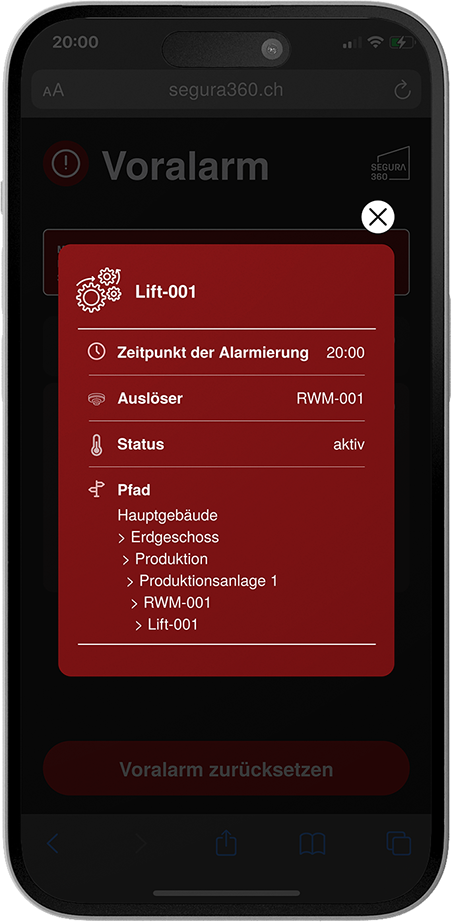 20:00
AA
segura360.ch
Voralarm
SEGURA
360
Lift-001
Zeitpunkt der Alarmierung 20:00
Auslöser RWM-001
Status aktiv
Pfad
Hauptgebäude
> Erdgeschoss
> Produktion
> Produktionsanlage 1
> RWM-001
> Lift-001
Voralarm zurücksetzen